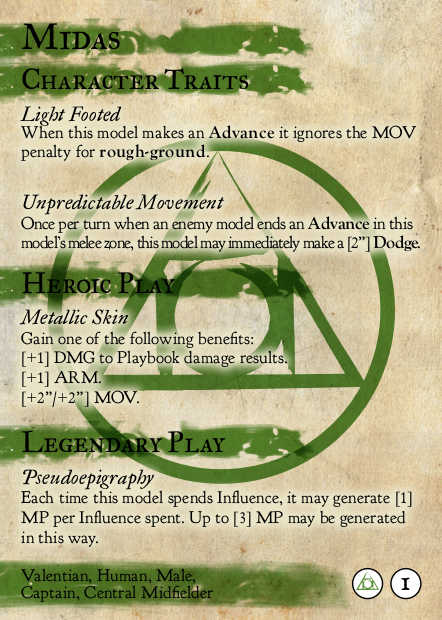 Midas
Character Traits
Light Footed
When this model makes an Advance it ignores the MOV
penalty for rough-ground.
Unpredictable Movement
Once per turn when an enemy model ends an Advance in this
model's melee zone, this model may immediately make a [2"] Dodge.
Heroic Play
Metallic Skin
Gain one of the following benefits:
[+1] DMG to Playbook damage results.
[+1] ARM.
[+2"/+2"] MOV.
Legendary Play
Pseudoepigraphy
Each time this model spends Influence, it may generate [1]
MP per Influence spent. Up to [3] MP may be generated
in this way.
Valentian, Human, Male,
Captain, Central Midfielder
1